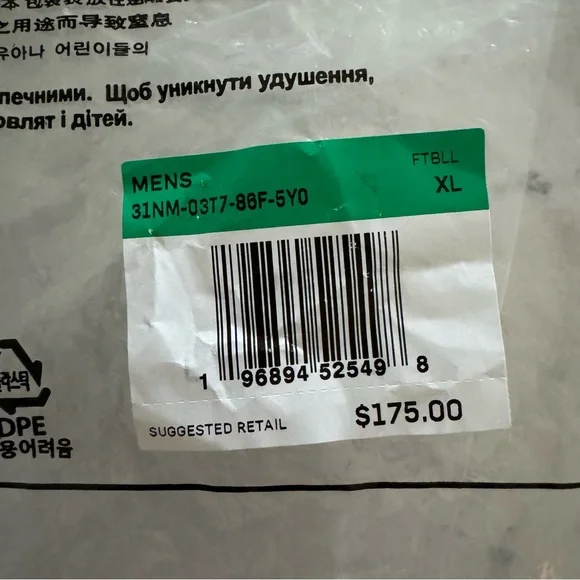 之用途而导致窒息
유아나 어린이들의
печними. Щоб уникнути удушення,
овлят і дітей.
MENS FTBLL
31NM-03T7-86F-5Y0 XL
1 96894 52549 8
SUGGESTED RETAIL $175.00
DPE
용어려움